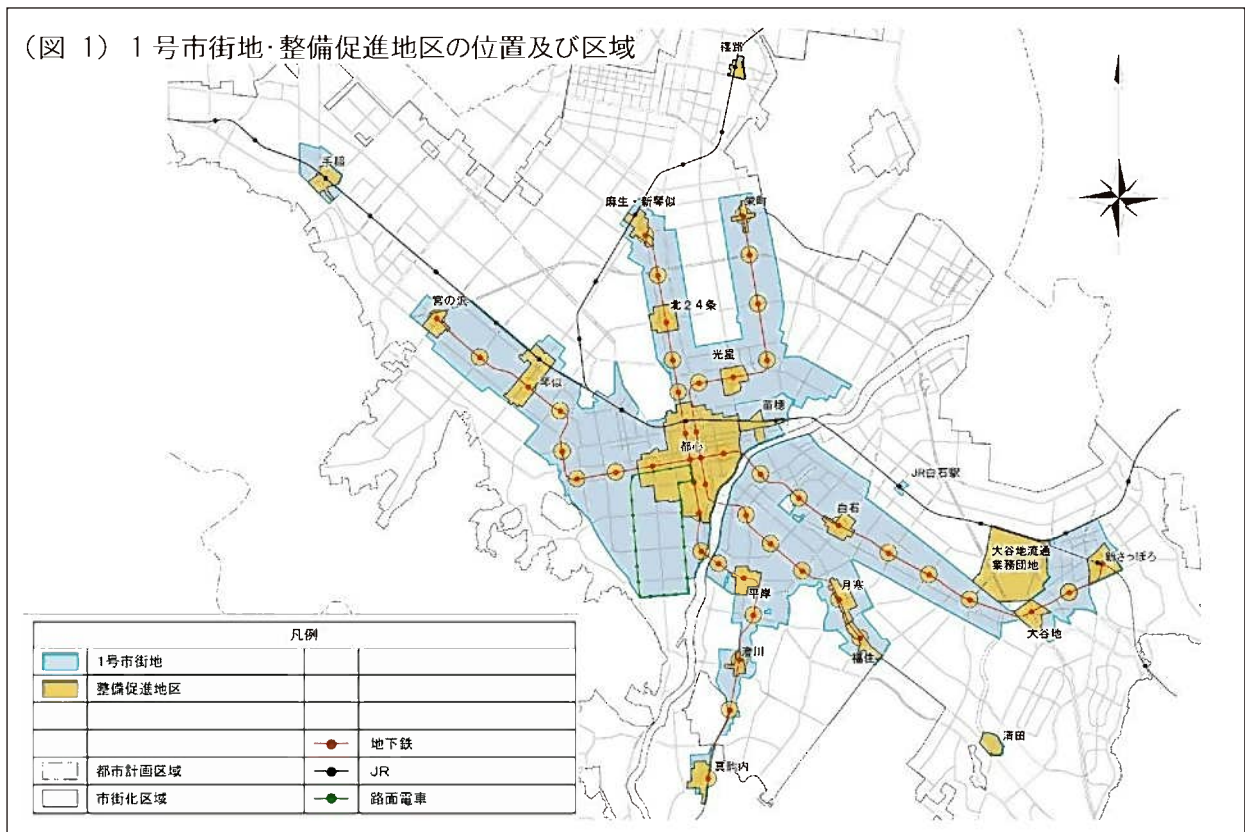 (図 1) 1号市街地・整備促進地区の位置及び区域
篠路
手稲
麻生・新琴似
栄町
宮の沢
北24条
光星
琴似
苗穂
都心
JR白石駅
白石
大谷地流通
業務団地
新さっぽろ
月寒
平岸
大谷地
福住
澄川
清田
真駒内
凡例
1号市街地
整備促進地区
地下鉄
都市計画区域
JR
市街化区域
路面電車